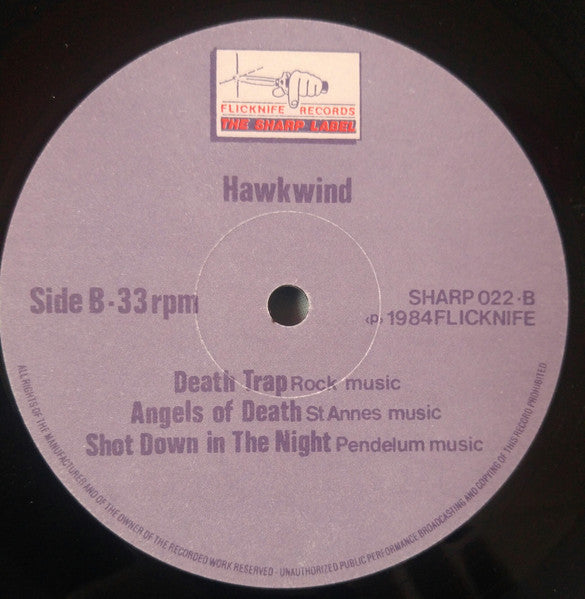 FLICKNIFE RECORDS
THE SHARP LABEL
Hawkwind
Side B·33 rpm
SHARP 022·B
‹p› 1984 FLICKNIFE
Death Trap Rock music
Angels of Death St Annes music
Shot Down in The Night Pendelum music
ALL RIGHTS OF THE MANUFACTURER AND OF THE OWNER OF THE RECORDED WORK RESERVED - UNAUTHORIZED PUBLIC PERFORMANCE BROADCASTING AND COPYING OF THIS RECORD PROHIBITED